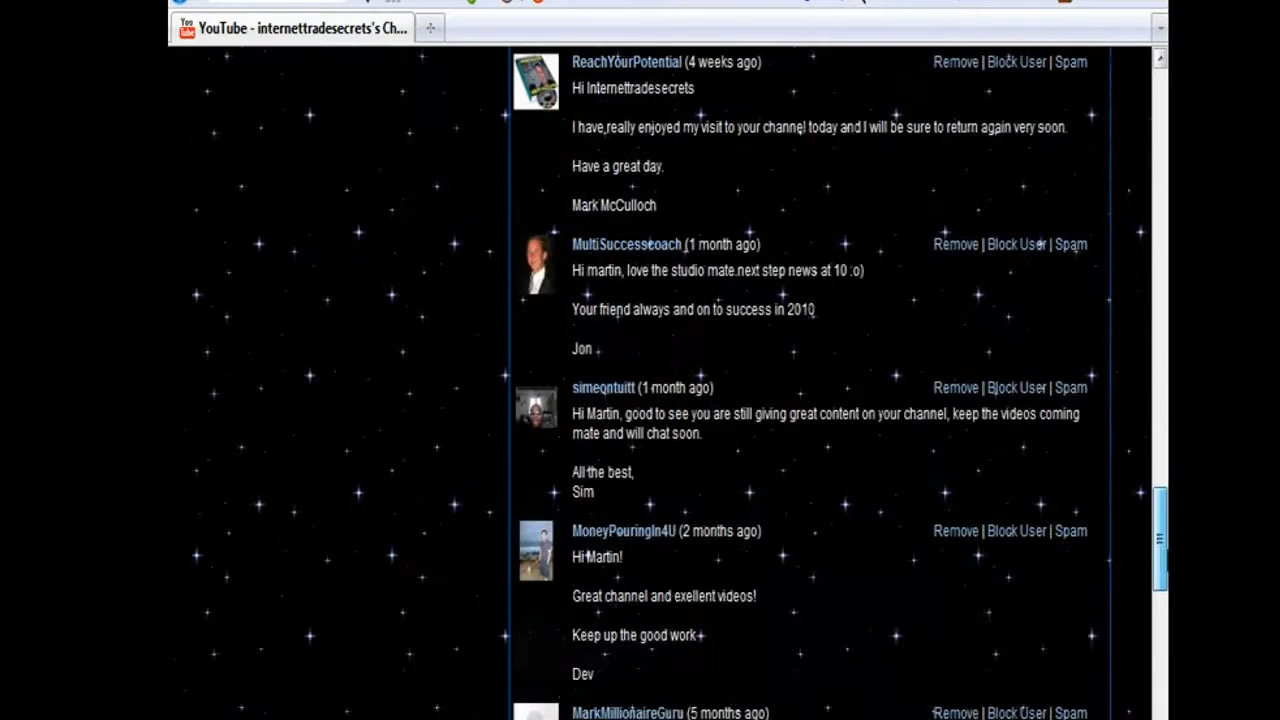 YouTube - internettradesecrets's Ch...
ReachYourPotential (4 weeks ago) Remove | Block User | Spam
Hi Internettradesecrets
I have really enjoyed my visit to your channel today and I will be sure to return again very soon.
Have a great day.
Mark McCulloch
MultiSuccesscoach (1 month ago) Remove | Block User | Spam
Hi martin, love the studio mate.next step news at 10 :o)
Your friend always and on to success in 2010
Jon
simeontuitt (1 month ago) Remove | Block User | Spam
Hi Martin, good to see you are still giving great content on your channel, keep the videos coming
mate and will chat soon.
All the best,
Sim
MoneyPouringIn4U (2 months ago) Remove | Block User | Spam
Hi Martin!
Great channel and exellent videos!
Keep up the good work
Dev
MarkMillionaireGuru (5 months ago) Remove | Block User | Spam